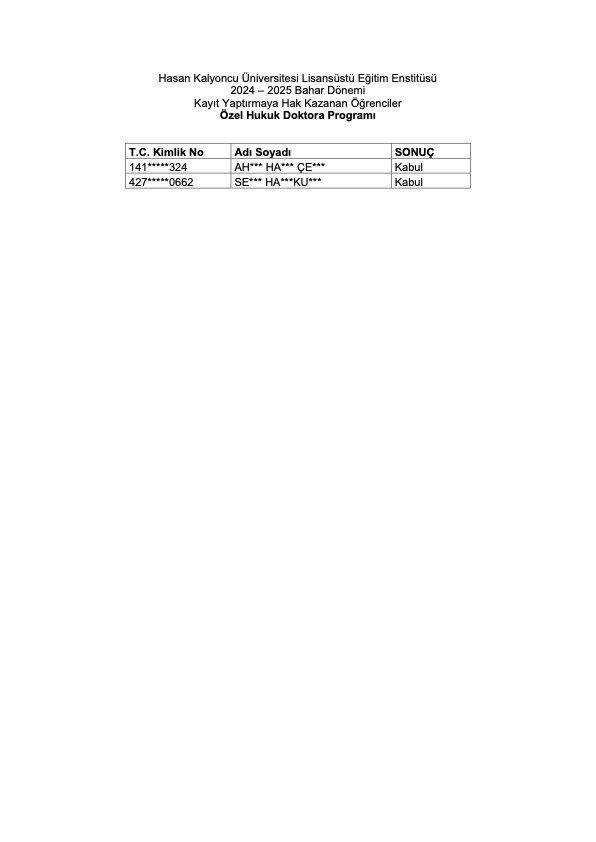 Hasan Kalyoncu Üniversitesi Lisansüstü Eğitim Enstitüsü
2024 – 2025 Bahar Dönemi
Kayıt Yaptırmaya Hak Kazanan Öğrenciler
Özel Hukuk Doktora Programı
T.C. Kimlik No Adı Soyadı SONUÇ
141*****324 AH*** HA*** ÇE*** Kabul
427*****0662 SE*** HA***KU*** Kabul